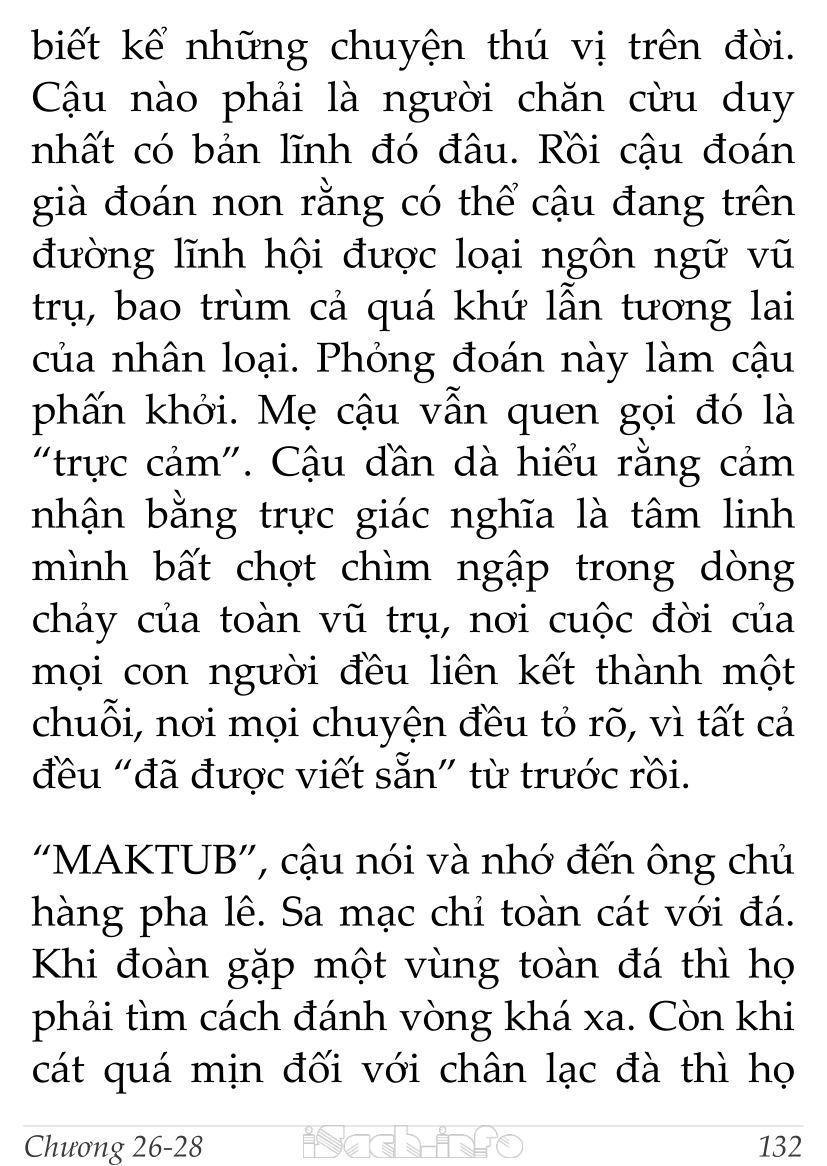 biết kể những chuyện thú vị trên đời.
Cậu nào phải là người chăn cừu duy
nhất có bản lĩnh đó đâu. Rồi cậu đoán
già đoán non rằng có thể cậu đang trên
đường lĩnh hội được loại ngôn ngữ vũ
trụ, bao trùm cả quá khứ lẫn tương lai
của nhân loại. Phỏng đoán này làm cậu
phấn khởi. Mẹ cậu vẫn quen gọi đó là
“trực cảm”. Cậu dần dà hiểu rằng cảm
nhận bằng trực giác nghĩa là tâm linh
mình bất chợt chìm ngập trong dòng
chảy của toàn vũ trụ, nơi cuộc đời của
mọi con người đều liên kết thành một
chuỗi, nơi mọi chuyện đều tỏ rõ, vì tất cả
đều “đã được viết sẵn” từ trước rồi.
“MAKTUB”, cậu nói và nhớ đến ông chủ
hàng pha lê. Sa mạc chỉ toàn cát với đá.
Khi đoàn gặp một vùng toàn đá thì họ
phải tìm cách đánh vòng khá xa. Còn khi
cát quá mịn đối với chân lạc đà thì họ
Chương 26-28 iSach.info 132